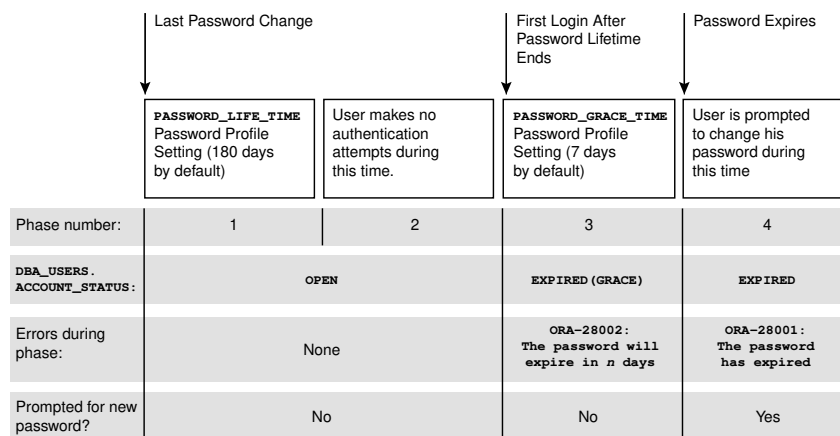 Last Password Change
First Login After
Password Lifetime
Ends
Password Expires
PASSWORD_LIFE_TIME
Password Profile
Setting (180 days
by default)
User makes no
authentication
attempts during
this time.
PASSWORD_GRACE_TIME
Password Profile
Setting (7 days
by default)
User is prompted
to change his
password during
this time
Phase number:
1
2
3
4
DBA_USERS.
ACCOUNT_STATUS:
OPEN
EXPIRED(GRACE)
EXPIRED
Errors during
phase:
None
ORA-28002:
The password will
expire in n days
ORA-28001:
The password
has expired
Prompted for new
password?
No
No
Yes